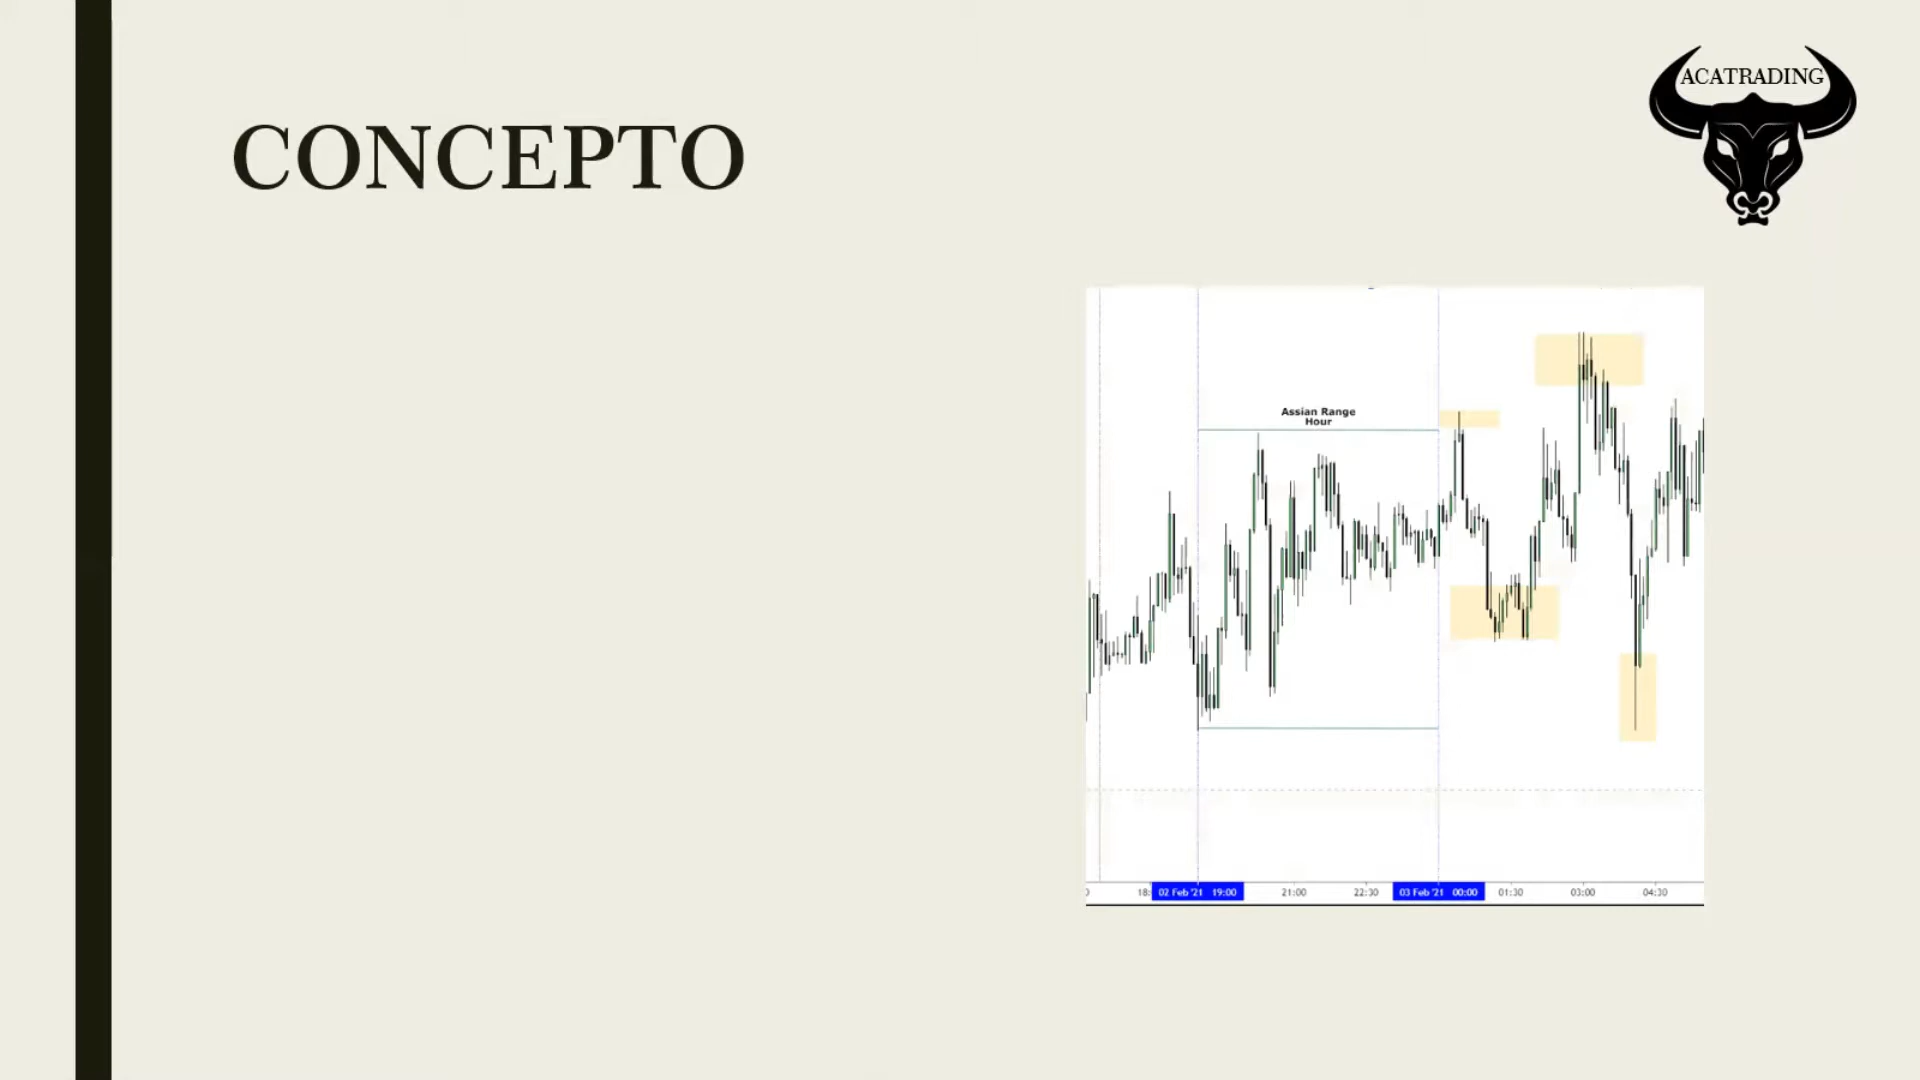 ACATRADING
CONCEPTO
Assian Range
Hour
02 Feb '21 19:00
21:00
22:30
03 Feb '21 00:00
01:30
03:00
04:30